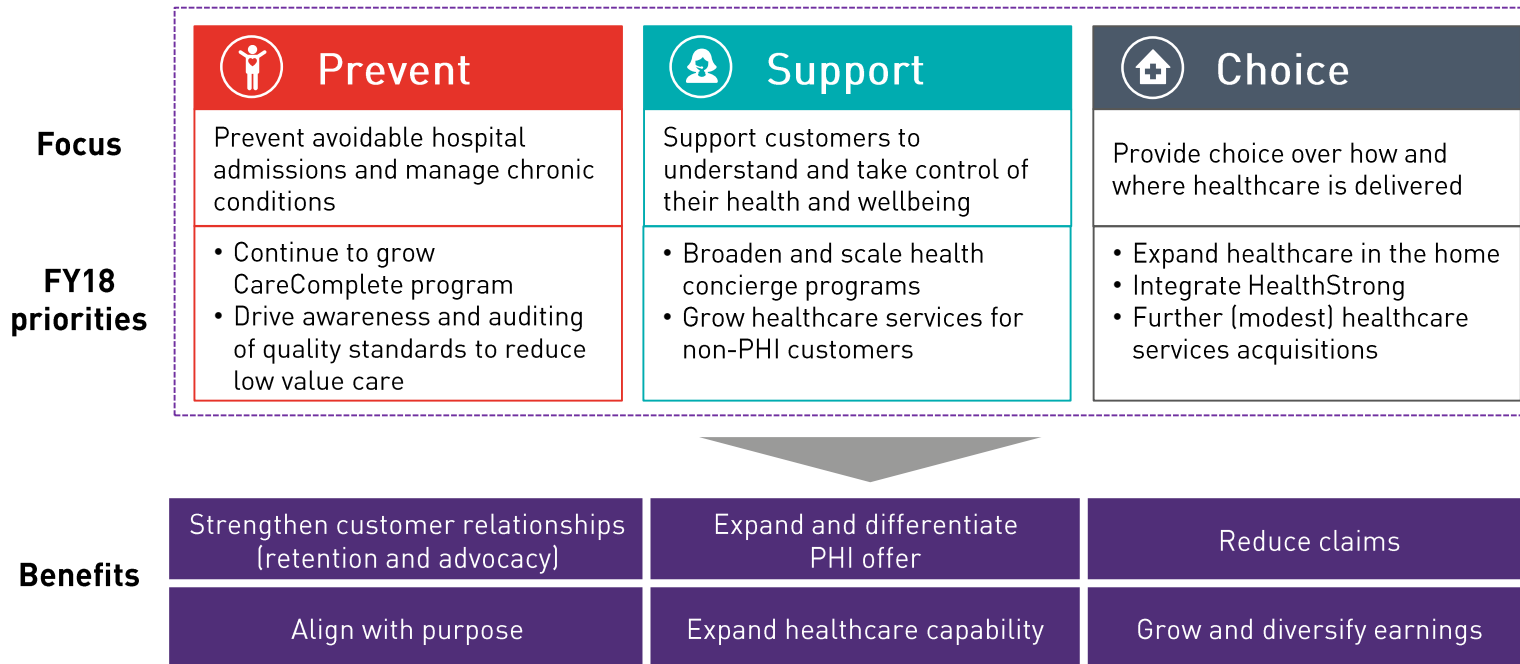 Prevent
Support
Choice
Focus
Prevent avoidable hospital
admissions and manage chronic
conditions
Support customers to
understand and take control of
their health and wellbeing
Provide choice over how and
where healthcare is delivered
FY18
priorities
• Continue to grow
CareComplete program
• Drive awareness and auditing
of quality standards to reduce
low value care
• Broaden and scale health
concierge programs
• Grow healthcare services for
non-PHI customers
• Expand healthcare in the home
• Integrate HealthStrong
• Further (modest) healthcare
services acquisitions
Benefits
Strengthen customer relationships
(retention and advocacy)
Expand and differentiate
PHI offer
Reduce claims
Align with purpose
Expand healthcare capability
Grow and diversify earnings